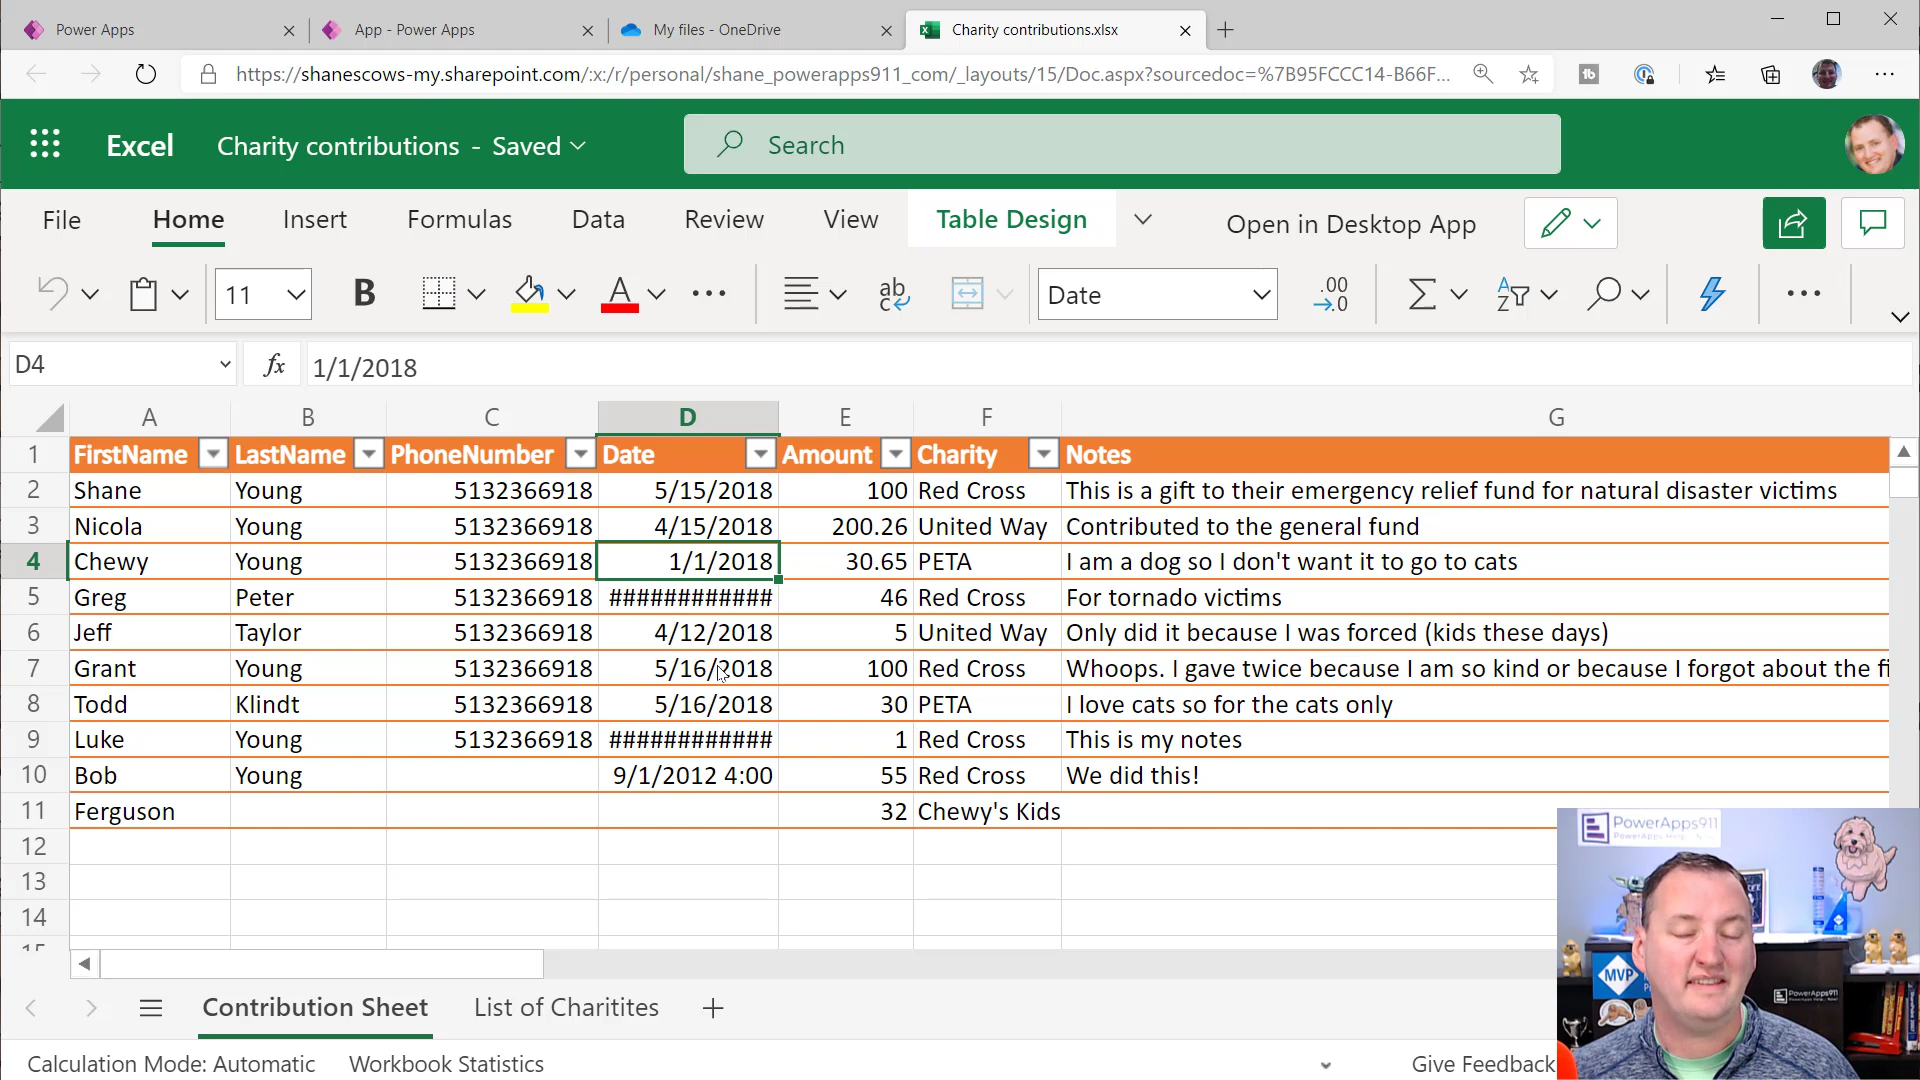 Power Apps
App - Power Apps
My files - OneDrive
Charity contributions.xlsx
https://shanescows-my.sharepoint.com/:x:/r/personal/shane_powerapps911_com/_layouts/15/Doc.aspx?sourcedoc=%7B95FCCC14-B66F...
Excel
Charity contributions - Saved
Search
File Home Insert Formulas Data Review View Table Design Open in Desktop App
11 B A ab c Date .00 .0 A Z
D4 fx 1/1/2018
A B C D E F G
1 FirstName LastName PhoneNumber Date Amount Charity Notes
2 Shane Young 5132366918 5/15/2018 100 Red Cross This is a gift to their emergency relief fund for natural disaster victims
3 Nicola Young 5132366918 4/15/2018 200.26 United Way Contributed to the general fund
4 Chewy Young 5132366918 1/1/2018 30.65 PETA I am a dog so I don't want it to go to cats
5 Greg Peter 5132366918 ############ 46 Red Cross For tornado victims
6 Jeff Taylor 5132366918 4/12/2018 5 United Way Only did it because I was forced (kids these days)
7 Grant Young 5132366918 5/16/2018 100 Red Cross Whoops. I gave twice because I am so kind or because I forgot about the fi
8 Todd Klindt 5132366918 5/16/2018 30 PETA I love cats so for the cats only
9 Luke Young 5132366918 ############ 1 Red Cross This is my notes
10 Bob Young 9/1/2012 4:00 55 Red Cross We did this!
11 Ferguson 32 Chewy's Kids
12
13
14
15
PowerApps911
MVP
PowerApps911
Contribution Sheet List of Charitites
Calculation Mode: Automatic Workbook Statistics Give Feedback